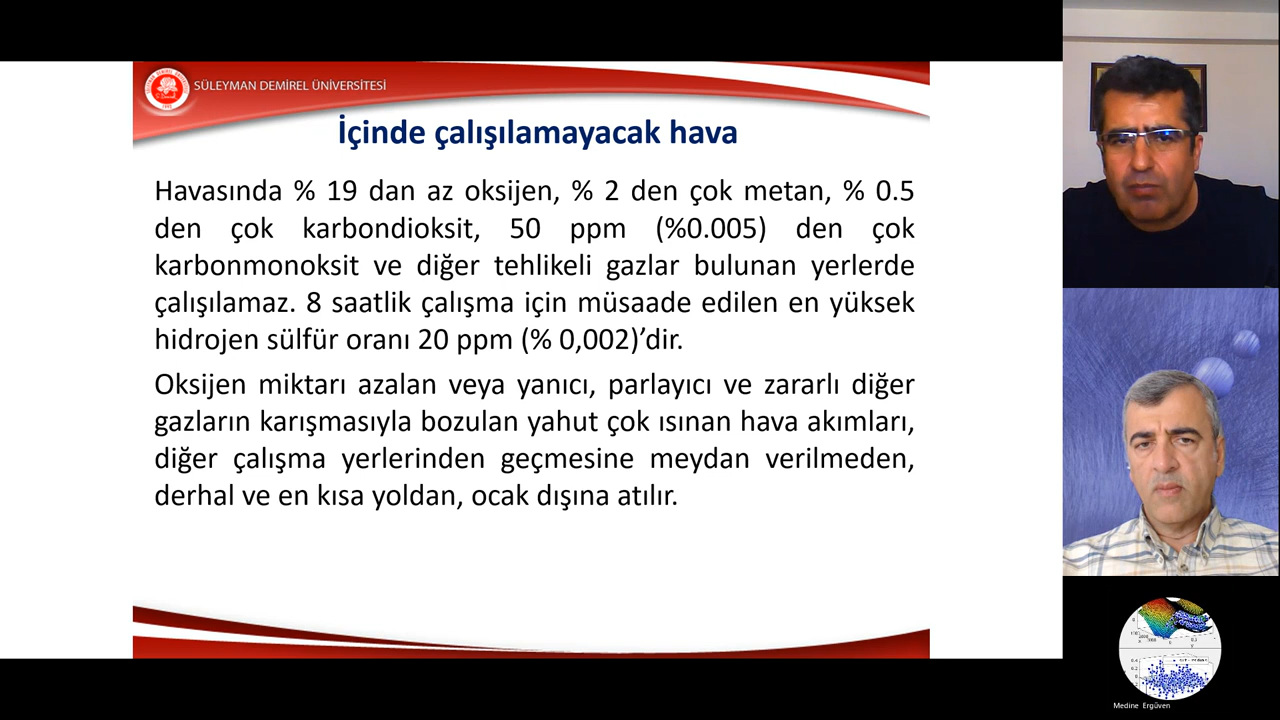 SÜLEYMAN DEMİREL ÜNİVERSİTESİ
İçinde çalışılamayacak hava
Havasında % 19 dan az oksijen, % 2 den çok metan, % 0.5
den çok karbondioksit, 50 ppm (%0.005) den çok
karbonmonoksit ve diğer tehlikeli gazlar bulunan yerlerde
çalışılamaz. 8 saatlik çalışma için müsaade edilen en yüksek
hidrojen sülfür oranı 20 ppm (% 0,002)’dir.
Oksijen miktarı azalan veya yanıcı, parlayıcı ve zararlı diğer
gazların karışmasıyla bozulan yahut çok ısınan hava akımları,
diğer çalışma yerlerinden geçmesine meydan verilmeden,
derhal ve en kısa yoldan, ocak dışına atılır.
Medine Ergüven